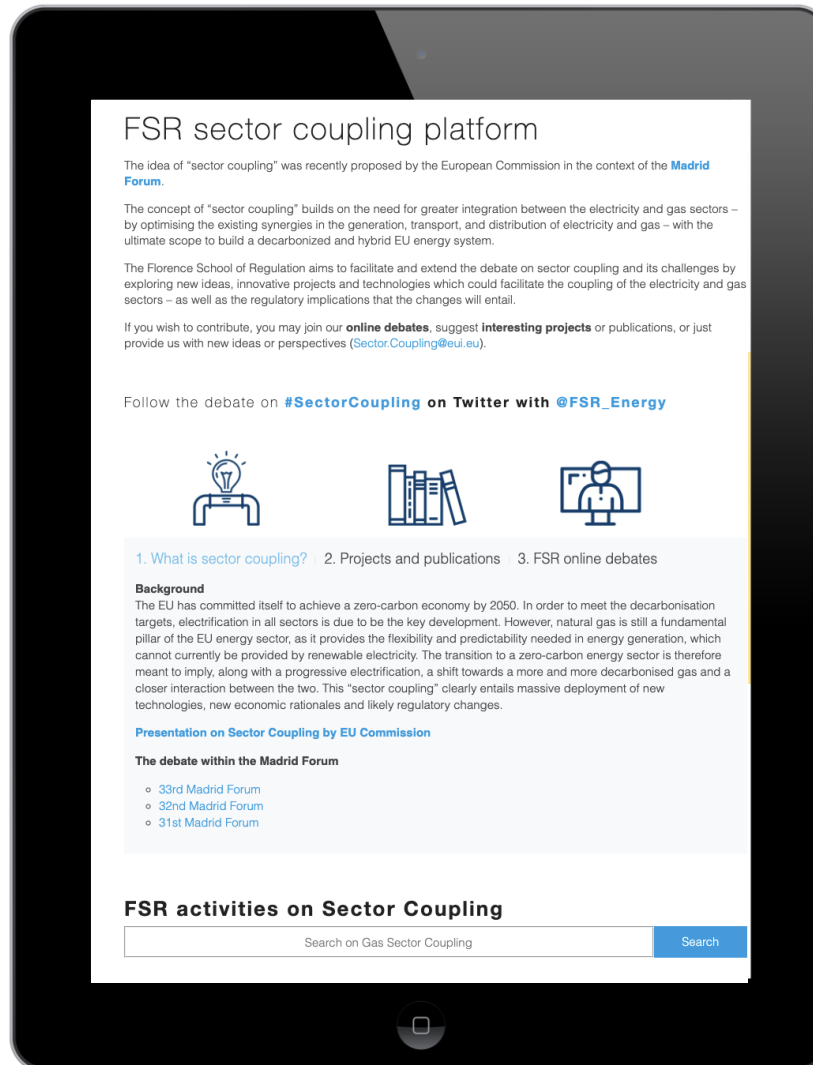 FSR sector coupling platform
The idea of “sector coupling” was recently proposed by the European Commission in the context of the Madrid
Forum.
The concept of “sector coupling” builds on the need for greater integration between the electricity and gas sectors –
by optimising the existing synergies in the generation, transport, and distribution of electricity and gas – with the
ultimate scope to build a decarbonized and hybrid EU energy system.
The Florence School of Regulation aims to facilitate and extend the debate on sector coupling and its challenges by
exploring new ideas, innovative projects and technologies which could facilitate the coupling of the electricity and gas
sectors – as well as the regulatory implications that the changes will entail.
If you wish to contribute, you may join our online debates, suggest interesting projects or publications, or just
provide us with new ideas or perspectives (Sector.Coupling@eui.eu).
Follow the debate on #SectorCoupling on Twitter with @FSR_Energy
1. What is sector coupling? 2. Projects and publications 3. FSR online debates
Background
The EU has committed itself to achieve a zero-carbon economy by 2050. In order to meet the decarbonisation
targets, electrification in all sectors is due to be the key development. However, natural gas is still a fundamental
pillar of the EU energy sector, as it provides the flexibility and predictability needed in energy generation, which
cannot currently be provided by renewable electricity. The transition to a zero-carbon energy sector is therefore
meant to imply, along with a progressive electrification, a shift towards a more and more decarbonised gas and a
closer interaction between the two. This “sector coupling” clearly entails massive deployment of new
technologies, new economic rationales and likely regulatory changes.
Presentation on Sector Coupling by EU Commission
The debate within the Madrid Forum
33rd Madrid Forum
32nd Madrid Forum
31st Madrid Forum
FSR activities on Sector Coupling
Search on Gas Sector Coupling Search